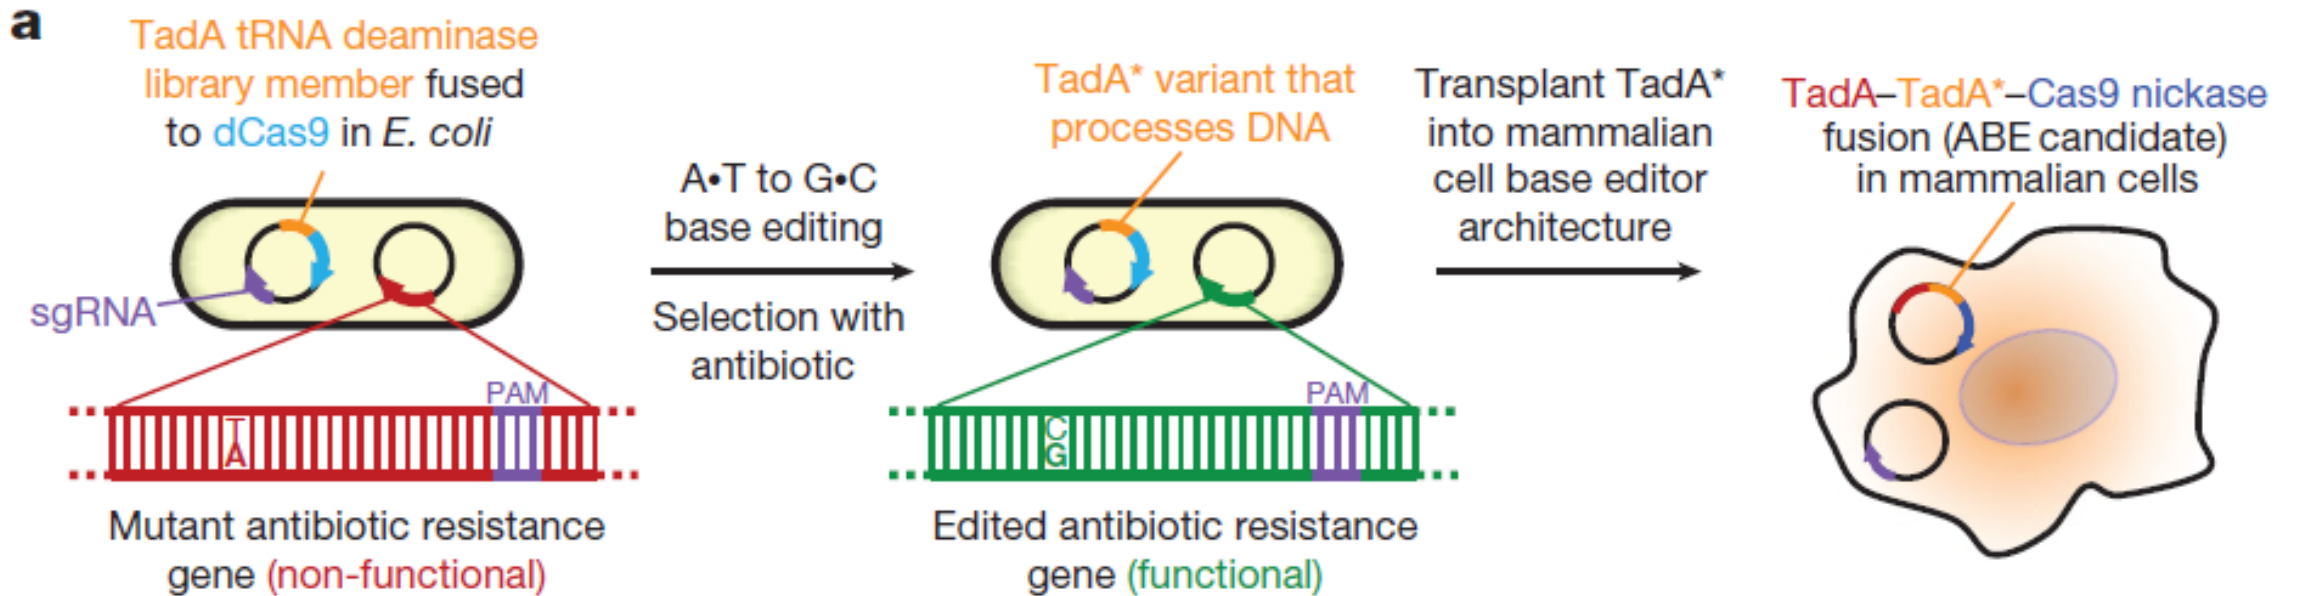 a
TadA tRNA deaminase
library member fused
to dCas9 in E. coli
sgRNA
PAM
T
A
Mutant antibiotic resistance
gene (non-functional)
A•T to G•C
base editing
Selection with
antibiotic
TadA* variant that
processes DNA
PAM
C
G
Edited antibiotic resistance
gene (functional)
Transplant TadA*
into mammalian
cell base editor
architecture
TadA–TadA*–Cas9 nickase
fusion (ABE candidate)
in mammalian cells